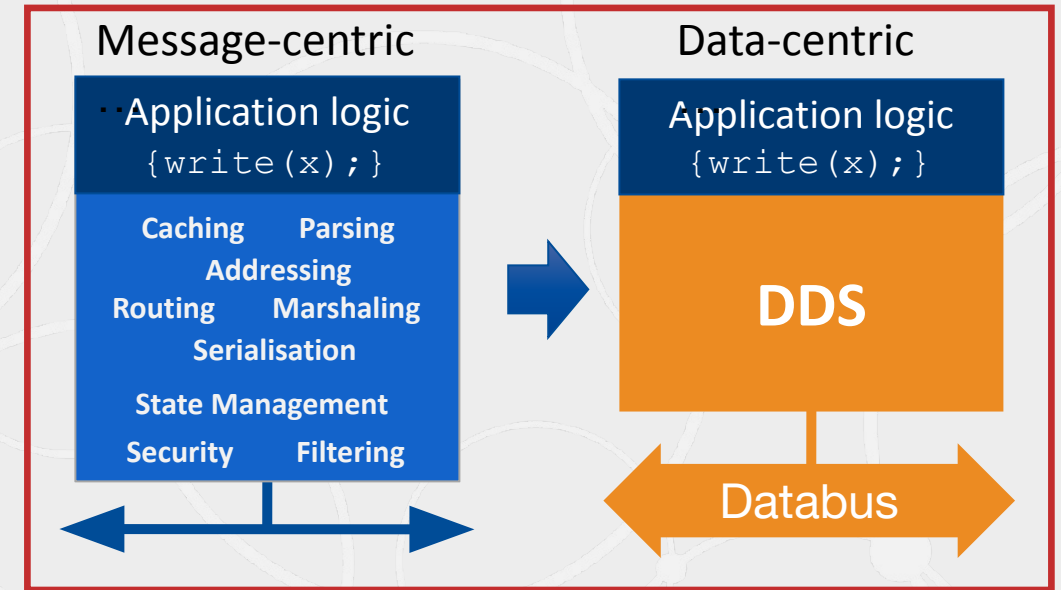 Message-centric
...
Application logic
{write(x);}
Caching Parsing
Addressing
Routing Marshaling
Serialisation
State Management
Security Filtering
Data-centric
...
Application logic
{write(x);}
DDS
Databus